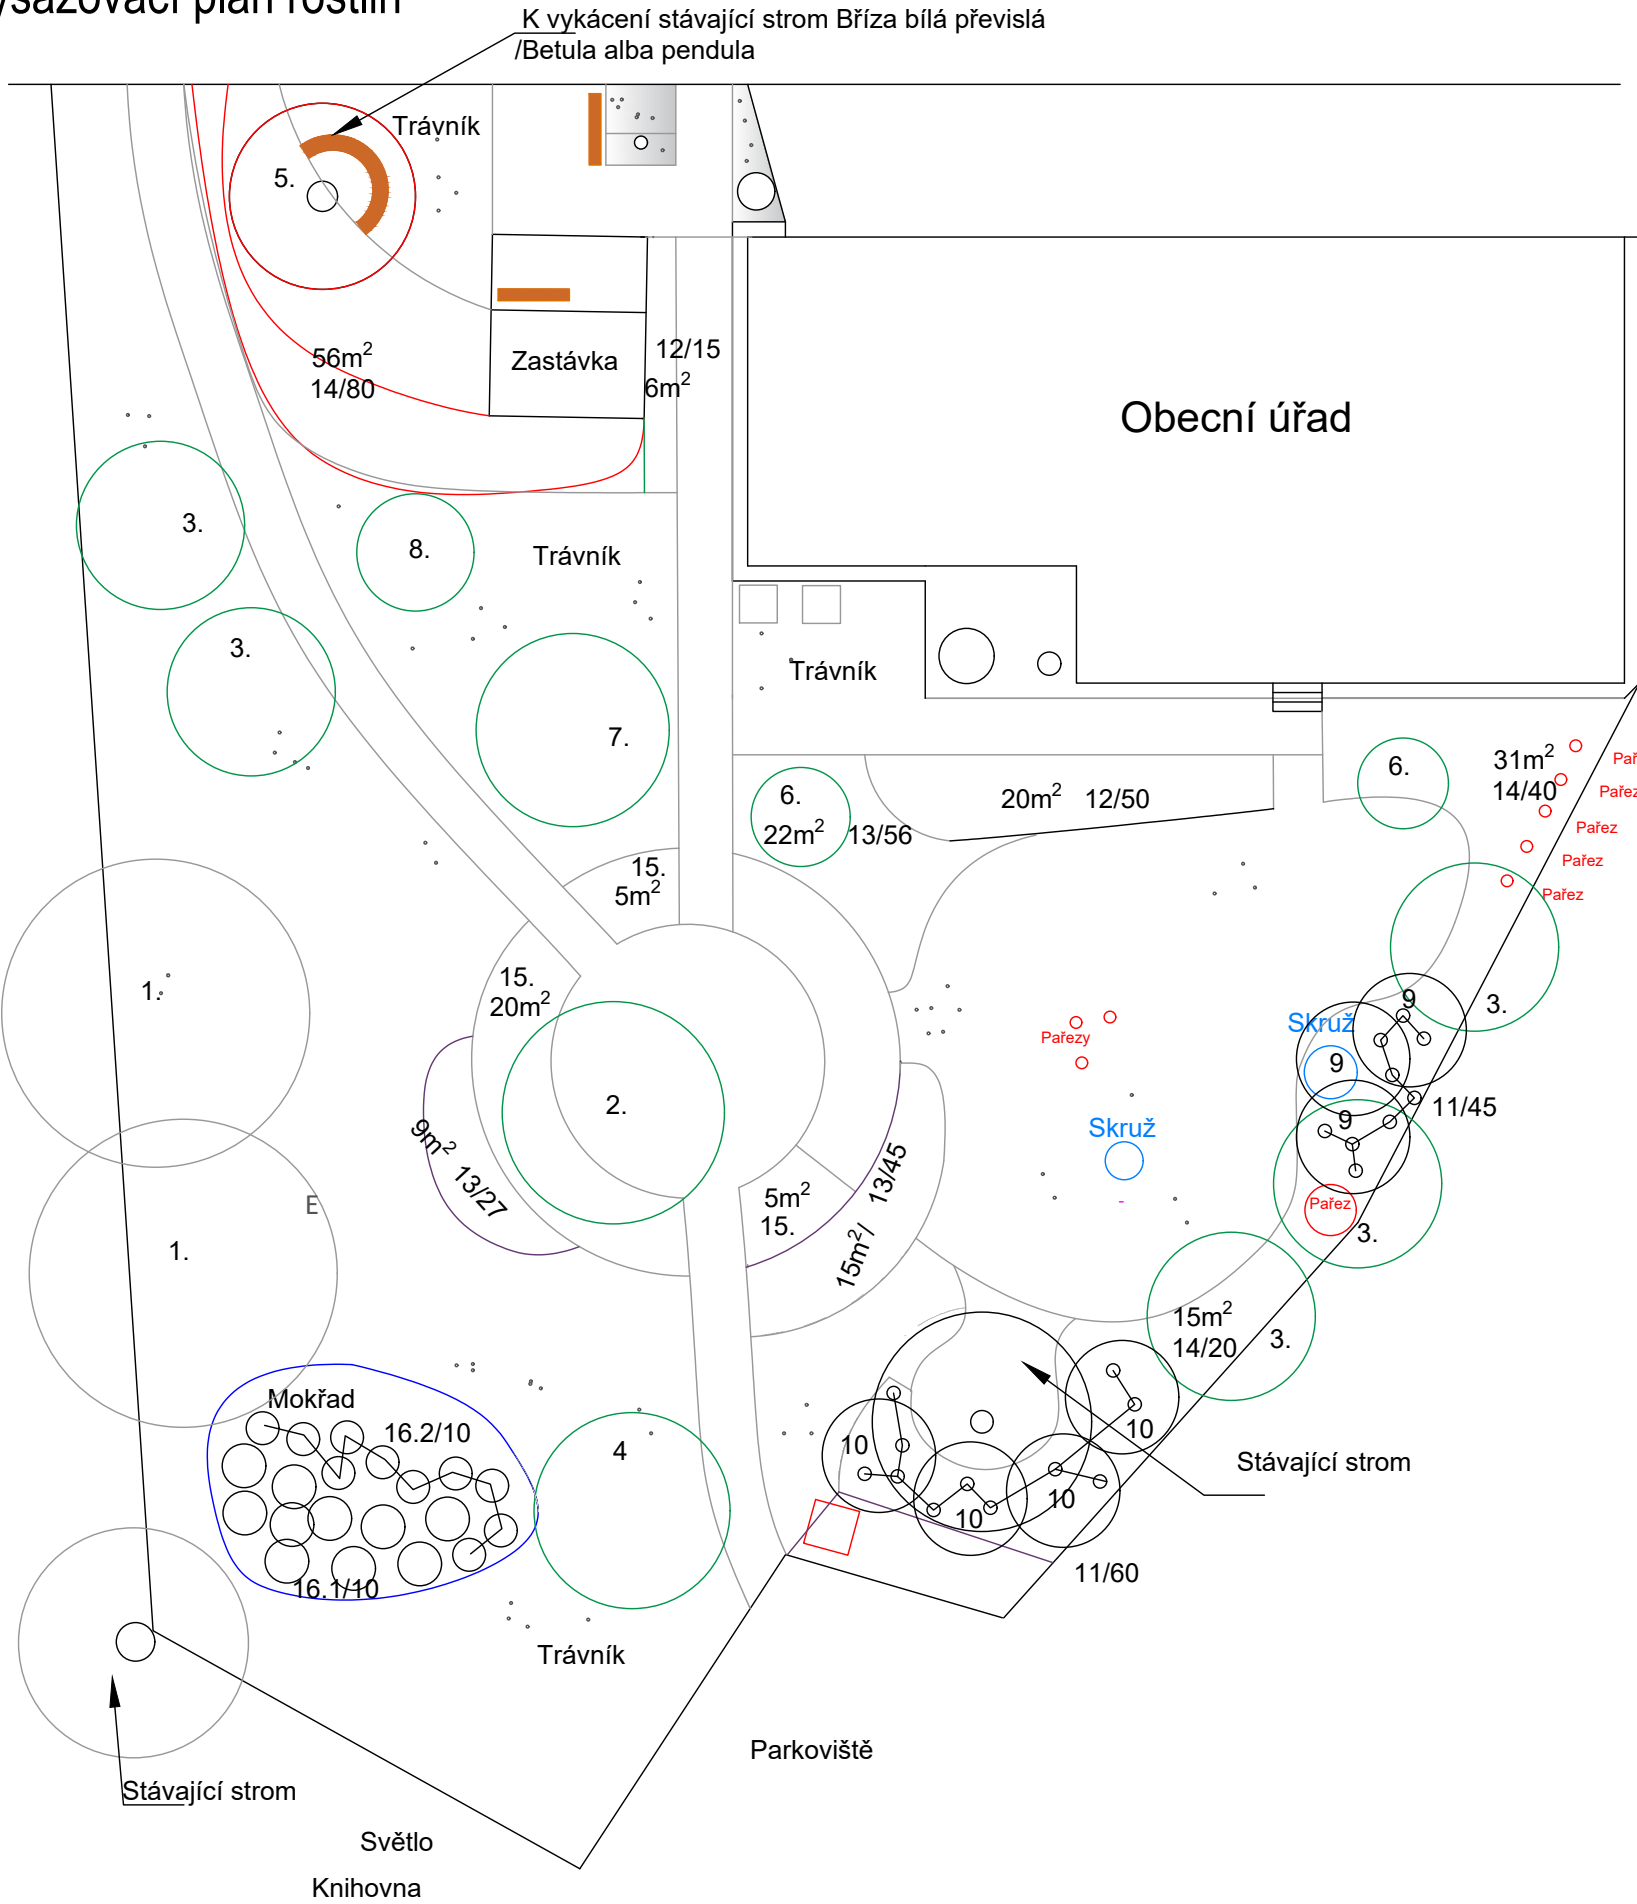 ysazovací plán rostlin
K vykácení stávající strom Bříza bílá převislá
/Betula alba pendula
Trávník
5.
56m²
14/80
Zastávka
12/15
6m²
Obecní úřad
3.
8.
Trávník
3.
7.
Trávník
6.
22m²
13/56
20m² 12/50
6.
31m²
14/40
Pařez
Pařez
Pařez
15.
5m²
15.
20m²
1.
2.
9m² 13/27
5m²
15.
15m²/ 13/45
Pařezy
Skruž
-
Skruž
9
9
9
3.
11/45
Pařez
3.
15m²
14/20
3.
E
1.
Mokřad
16.2/10
16.1/10
4
10
10
10
10
Stávající strom
11/60
Trávník
Parkoviště
Stávající strom
Světlo
Knihovna